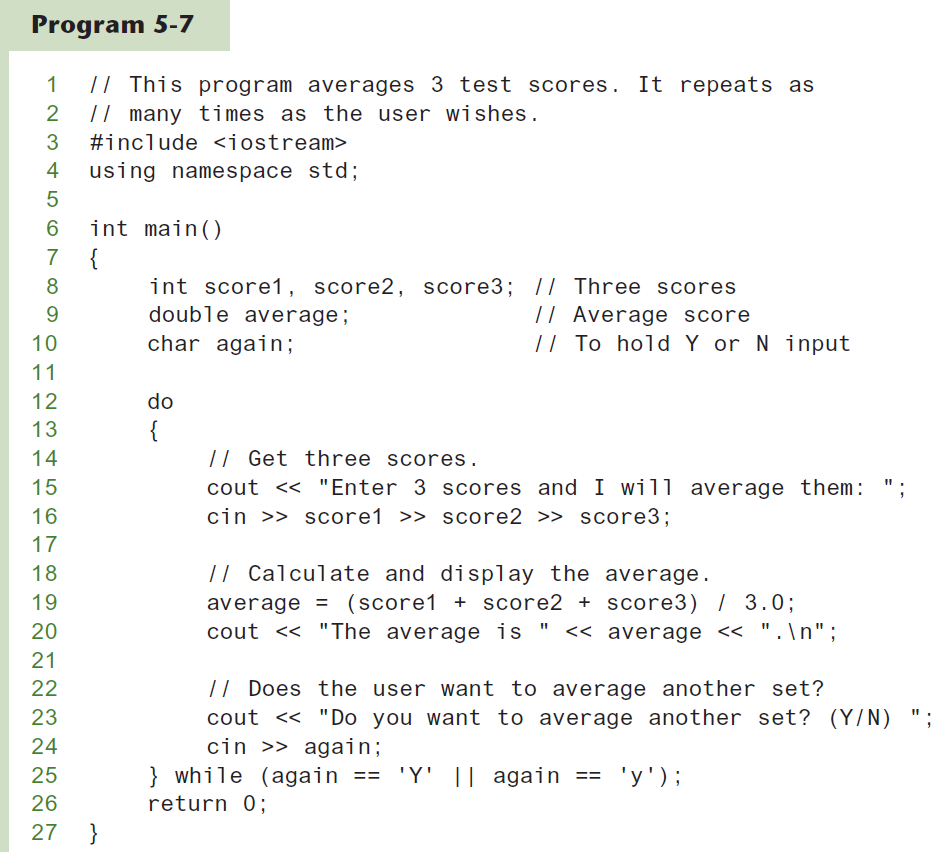 Program 5-7
1 // This program averages 3 test scores. It repeats as
2 // many times as the user wishes.
3 #include <iostream>
4 using namespace std;
5
6 int main()
7 {
8     int score1, score2, score3; // Three scores
9     double average;             // Average score
10     char again;                 // To hold Y or N input
11
12     do
13     {
14         // Get three scores.
15         cout << "Enter 3 scores and I will average them: ";
16         cin >> score1 >> score2 >> score3;
17
18         // Calculate and display the average.
19         average = (score1 + score2 + score3) / 3.0;
20         cout << "The average is " << average << ".\n";
21
22         // Does the user want to average another set?
23         cout << "Do you want to average another set? (Y/N) ";
24         cin >> again;
25     } while (again == 'Y' || again == 'y');
26     return 0;
27 }